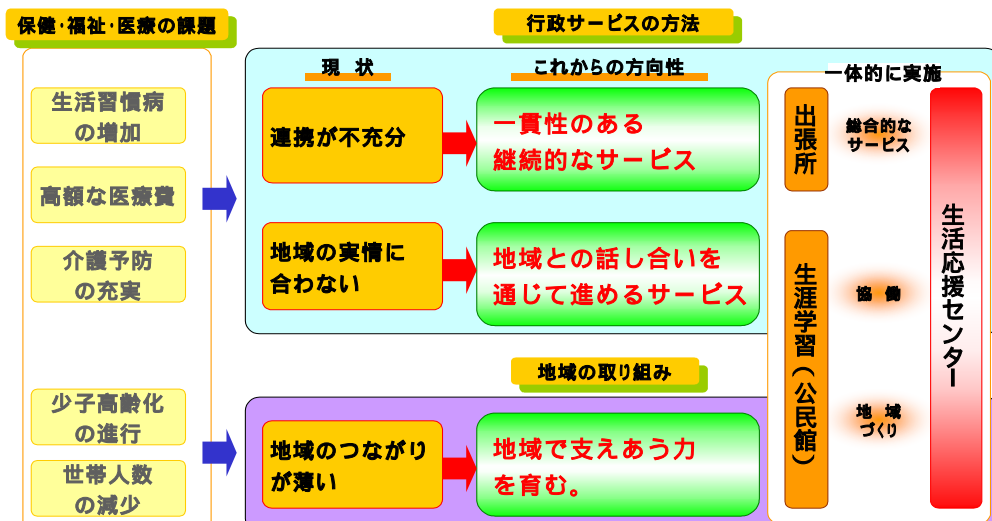 保健・福祉・医療の課題
生活習慣病
の増加
高額な医療費
介護予防
の充実
少子高齢化
の進行
世帯人数
の減少
行政サービスの方法
現 状
これからの方向性
連携が不充分
一貫性のある
継続的なサービス
地域の実情に
合わない
地域との話し合いを
通じて進めるサービス
地域の取り組み
地域のつながり
が薄い
地域で支えあう力
を育む。
一体的に実施
出張所
総合的な
サービス
生涯学習(公民館)
協 働
地 域
づくり
生活応援センター